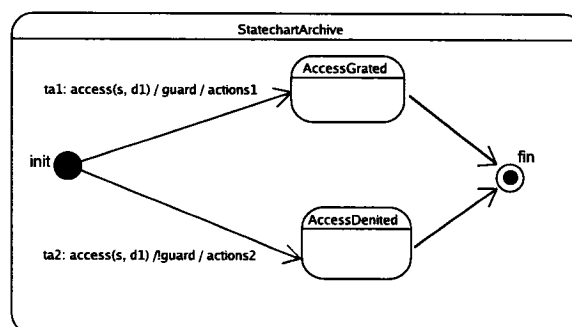 StatechartArchive
AccessGrated
ta1: access(s, d1) / guard / actions1
init
fin
AccessDenited
ta2: access(s, d1) /!guard / actions2